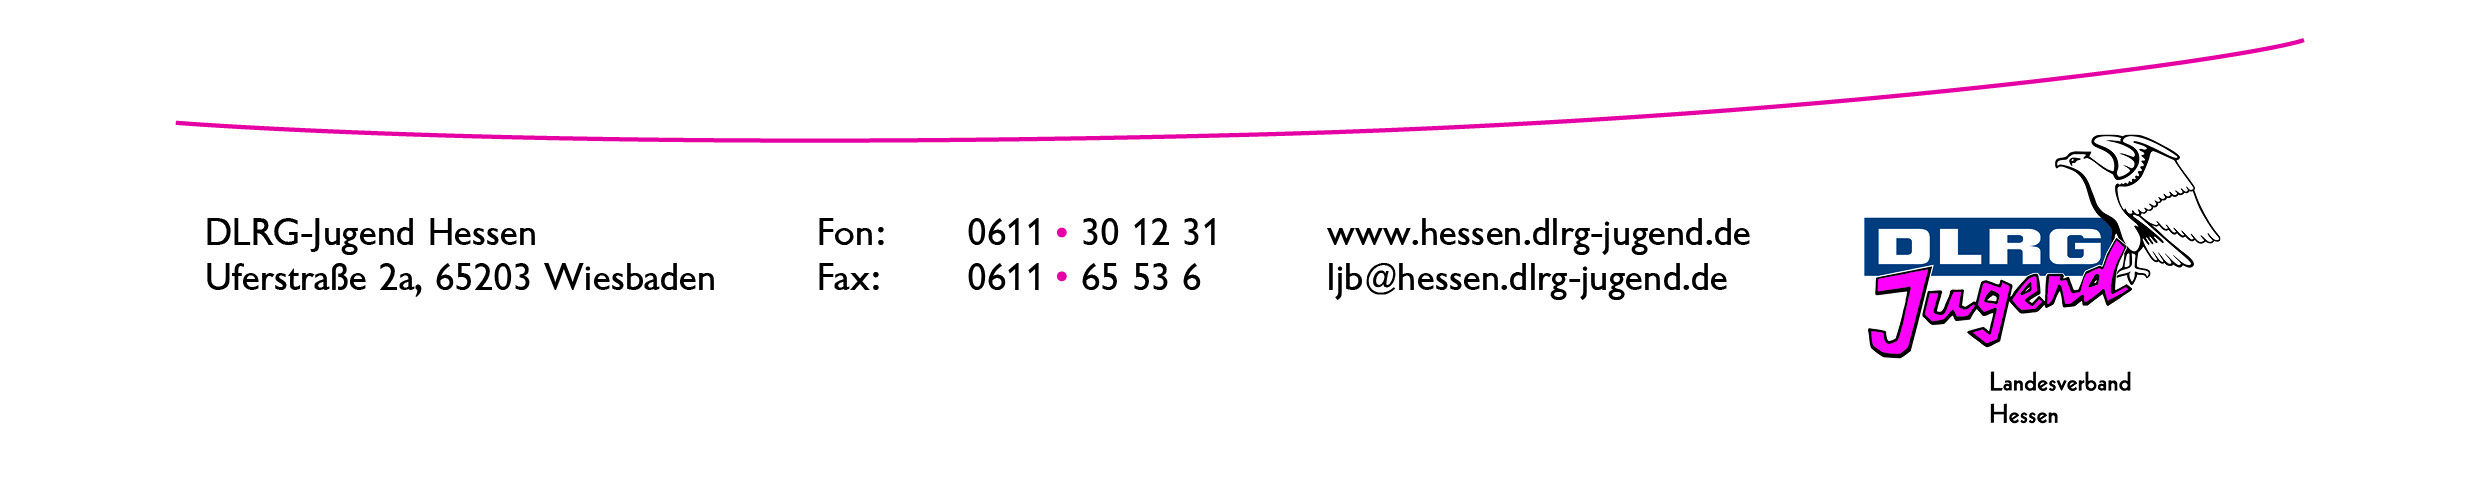 DLRG-Jugend Hessen
Uferstraße 2a, 65203 Wiesbaden
Fon: 0611 • 30 12 31
Fax: 0611 • 65 53 6
www.hessen.dlrg-jugend.de
ljb@hessen.dlrg-jugend.de
DLRG
Jugend
Landesverband
Hessen